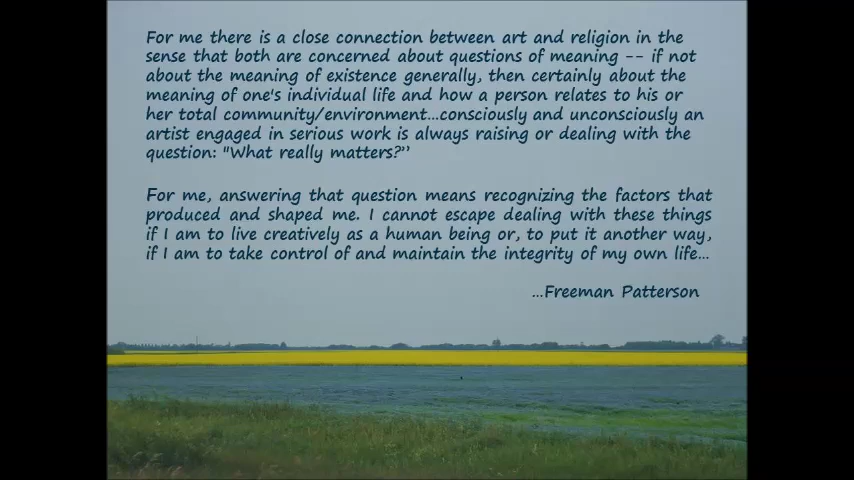 For me there is a close connection between art and religion in the
sense that both are concerned about questions of meaning -- if not
about the meaning of existence generally, then certainly about the
meaning of one's individual life and how a person relates to his or
her total community/environment...consciously and unconsciously an
artist engaged in serious work is always raising or dealing with the
question: "What really matters?”
For me, answering that question means recognizing the factors that
produced and shaped me. I cannot escape dealing with these things
if I am to live creatively as a human being or, to put it another way,
if I am to take control of and maintain the integrity of my own life...
...Freeman Patterson